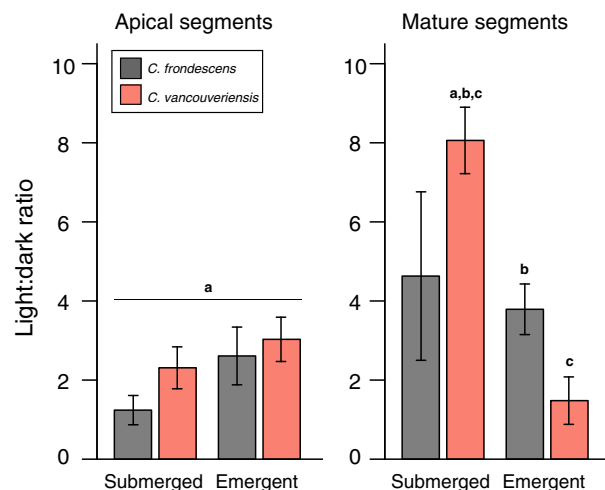 Apical segments
Mature segments
C. frondescens
C. vancouveriensis
Light:dark ratio
10
8
6
4
2
0
a
Submerged Emergent
10
8
6
4
2
0
a,b,c
b
c
Submerged Emergent